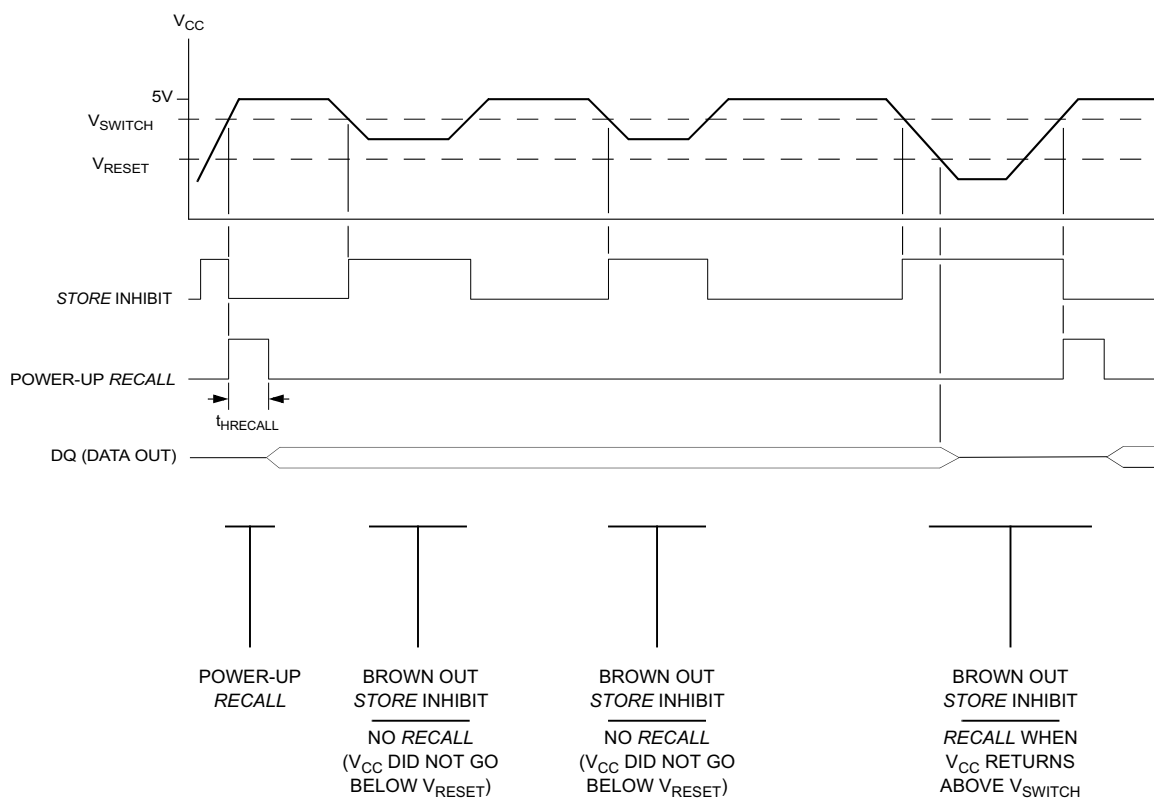 VCC
5V
VSWITCH
VRESET
STORE INHIBIT
POWER-UP RECALL
tHRECALL
DQ (DATA OUT)
POWER-UP
RECALL
BROWN OUT
STORE INHIBIT
NO RECALL
(VCC DID NOT GO
BELOW VRESET)
BROWN OUT
STORE INHIBIT
NO RECALL
(VCC DID NOT GO
BELOW VRESET)
BROWN OUT
STORE INHIBIT
RECALL WHEN
VCC RETURNS
ABOVE VSWITCH